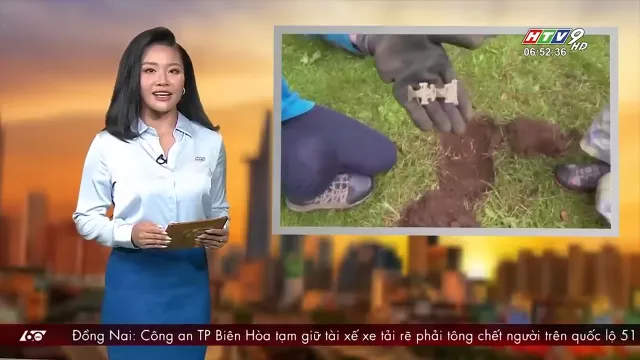 HTV9 HD
06:52:36
60s Đồng Nai: Công an TP Biên Hòa tạm giữ tài xế xe tải rẽ phải tông chết người trên quốc lộ 51